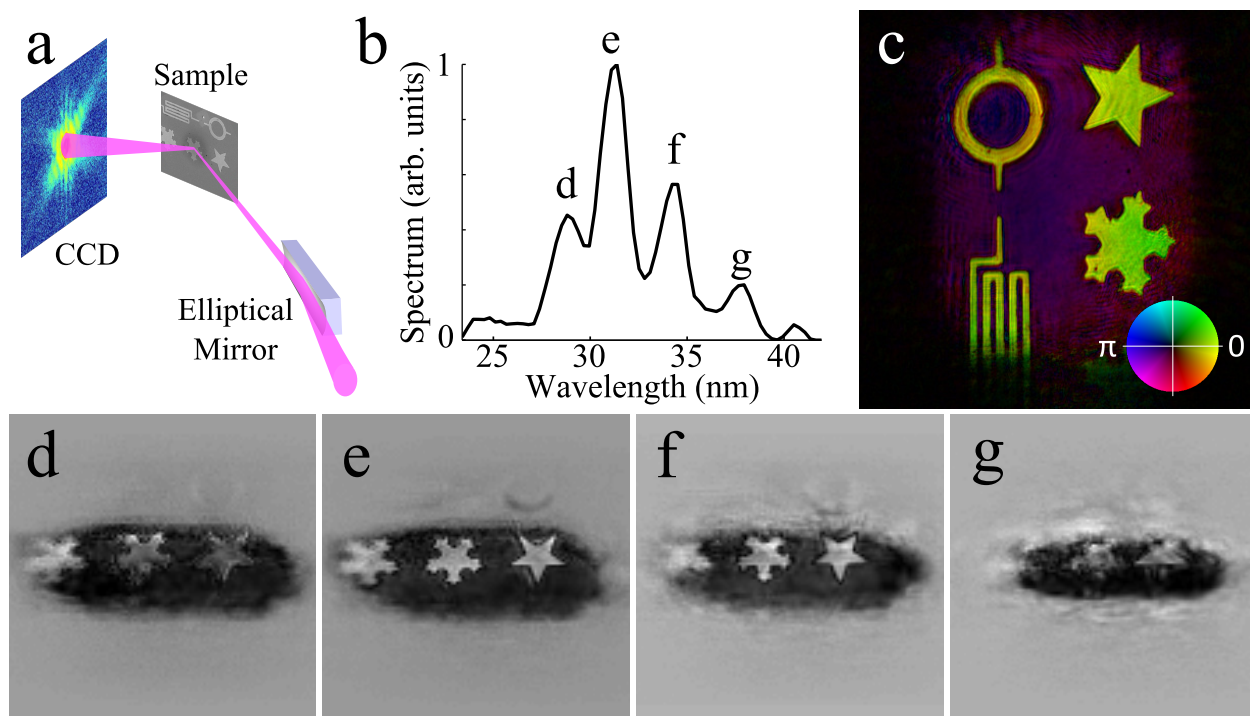 a
Sample
CCD
Elliptical
Mirror
b
Spectrum (arb. units)
1
0
d
e
f
g
25
30
35
40
Wavelength (nm)
c
π
0
d
e
f
g